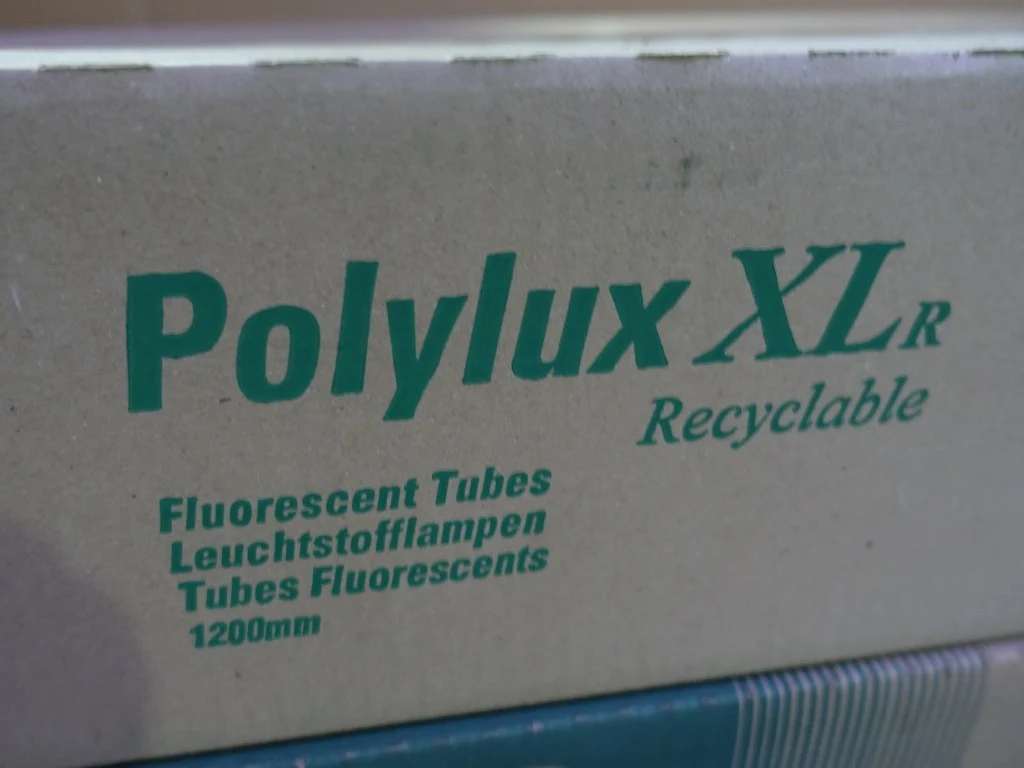 Polylux XLR
Recyclable
Fluorescent Tubes
Leuchtstofflampen
Tubes Fluorescents
1200mm